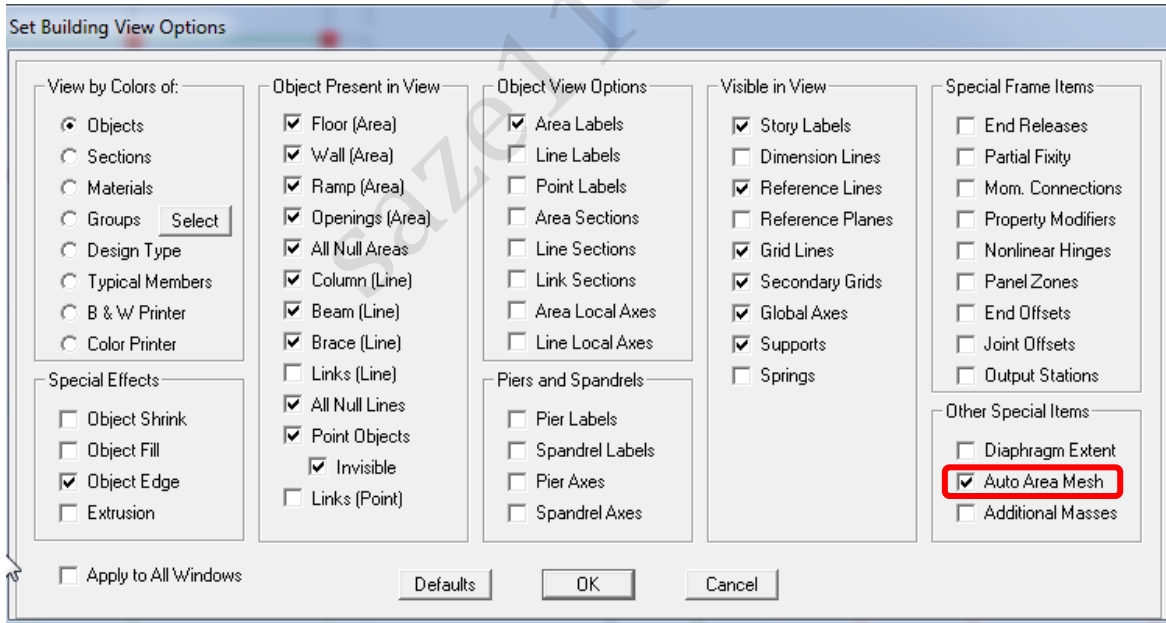 Set Building View Options
View by Colors of:
Objects
Sections
Materials
Groups
Select
Design Type
Typical Members
B & W Printer
Color Printer
Special Effects
Object Shrink
Object Fill
Object Edge
Extrusion
Apply to All Windows
Object Present in View
Floor (Area)
Wall (Area)
Ramp (Area)
Openings (Area)
All Null Areas
Column (Line)
Beam (Line)
Brace (Line)
Links (Line)
All Null Lines
Point Objects
Invisible
Links (Point)
Object View Options
Area Labels
Line Labels
Point Labels
Area Sections
Line Sections
Link Sections
Area Local Axes
Line Local Axes
Piers and Spandrels
Pier Labels
Spandrel Labels
Pier Axes
Spandrel Axes
Visible in View
Story Labels
Dimension Lines
Reference Lines
Reference Planes
Grid Lines
Secondary Grids
Global Axes
Supports
Springs
Special Frame Items
End Releases
Partial Fixity
Mom. Connections
Property Modifiers
Nonlinear Hinges
Panel Zones
End Offsets
Joint Offsets
Output Stations
Other Special Items
Diaphragm Extent
Auto Area Mesh
Additional Masses
Defaults
OK
Cancel